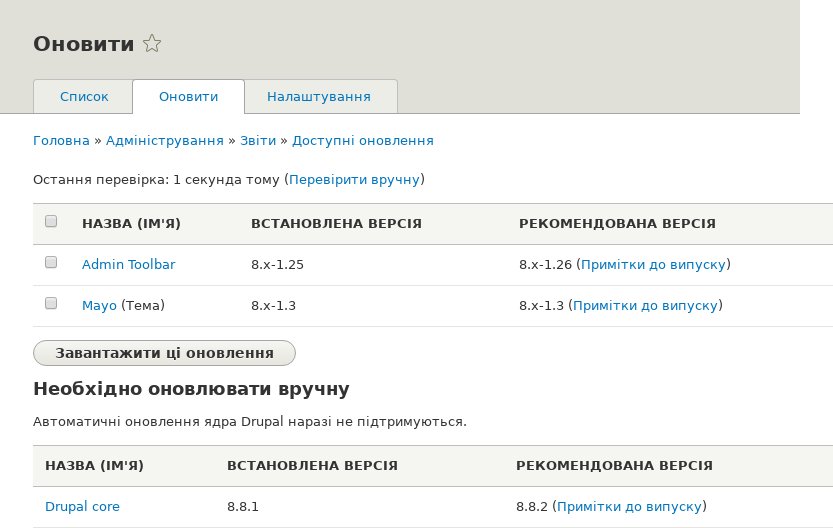 Оновити
Список Оновити Налаштування
Головна » Адміністрування » Звіти » Доступні оновлення
Остання перевірка: 1 секунда тому (Перевірити вручну)
НАЗВА (ІМ'Я) ВСТАНОВЛЕНА ВЕРСІЯ РЕКОМЕНДОВАНА ВЕРСІЯ
Admin Toolbar 8.x-1.25 8.x-1.26 (Примітки до випуску)
Mayo (Тема) 8.x-1.3 8.x-1.3 (Примітки до випуску)
Завантажити ці оновлення
Необхідно оновлювати вручну
Автоматичні оновлення ядра Drupal наразі не підтримуються.
НАЗВА (ІМ'Я) ВСТАНОВЛЕНА ВЕРСІЯ РЕКОМЕНДОВАНА ВЕРСІЯ
Drupal core 8.8.1 8.8.2 (Примітки до випуску)